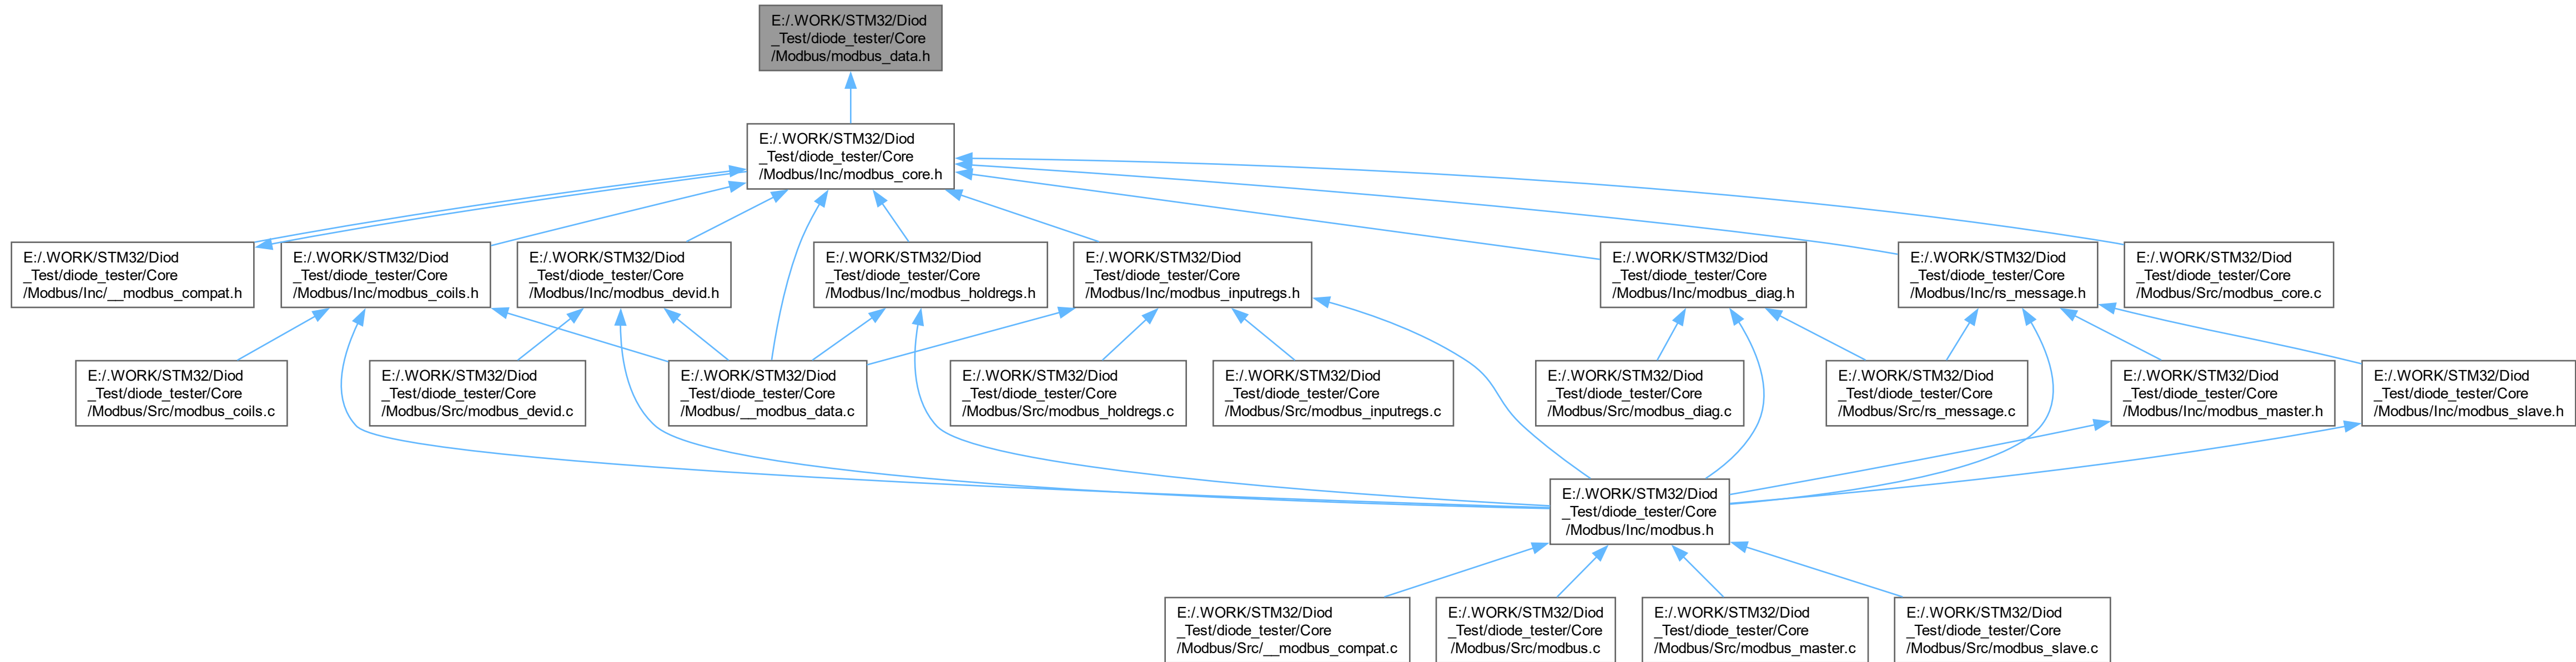 E:/.WORK/STM32/Diod
_Test/diode_tester/Core
/Modbus/modbus_data.h
E:/.WORK/STM32/Diod
_Test/diode_tester/Core
/Modbus/Inc/modbus_core.h
E:/.WORK/STM32/Diod
_Test/diode_tester/Core
/Modbus/Inc/__modbus_compat.h
E:/.WORK/STM32/Diod
_Test/diode_tester/Core
/Modbus/Inc/modbus_coils.h
E:/.WORK/STM32/Diod
_Test/diode_tester/Core
/Modbus/Inc/modbus_devid.h
E:/.WORK/STM32/Diod
_Test/diode_tester/Core
/Modbus/Inc/modbus_holdregs.h
E:/.WORK/STM32/Diod
_Test/diode_tester/Core
/Modbus/Inc/modbus_inputregs.h
E:/.WORK/STM32/Diod
_Test/diode_tester/Core
/Modbus/Inc/modbus_diag.h
E:/.WORK/STM32/Diod
_Test/diode_tester/Core
/Modbus/Inc/rs_message.h
E:/.WORK/STM32/Diod
_Test/diode_tester/Core
/Modbus/Src/modbus_core.c
E:/.WORK/STM32/Diod
_Test/diode_tester/Core
/Modbus/Src/modbus_coils.c
E:/.WORK/STM32/Diod
_Test/diode_tester/Core
/Modbus/Src/modbus_devid.c
E:/.WORK/STM32/Diod
_Test/diode_tester/Core
/Modbus/__modbus_data.c
E:/.WORK/STM32/Diod
_Test/diode_tester/Core
/Modbus/Src/modbus_holdregs.c
E:/.WORK/STM32/Diod
_Test/diode_tester/Core
/Modbus/Src/modbus_inputregs.c
E:/.WORK/STM32/Diod
_Test/diode_tester/Core
/Modbus/Src/modbus_diag.c
E:/.WORK/STM32/Diod
_Test/diode_tester/Core
/Modbus/Src/rs_message.c
E:/.WORK/STM32/Diod
_Test/diode_tester/Core
/Modbus/Inc/modbus_master.h
E:/.WORK/STM32/Diod
_Test/diode_tester/Core
/Modbus/Inc/modbus_slave.h
E:/.WORK/STM32/Diod
_Test/diode_tester/Core
/Modbus/Inc/modbus.h
E:/.WORK/STM32/Diod
_Test/diode_tester/Core
/Modbus/Src/__modbus_compat.c
E:/.WORK/STM32/Diod
_Test/diode_tester/Core
/Modbus/Src/modbus.c
E:/.WORK/STM32/Diod
_Test/diode_tester/Core
/Modbus/Src/modbus_master.c
E:/.WORK/STM32/Diod
_Test/diode_tester/Core
/Modbus/Src/modbus_slave.c